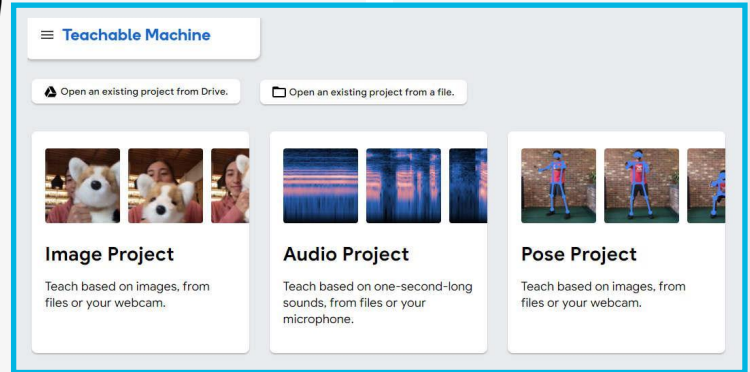 Teachable Machine
Open an existing project from Drive.
Open an existing project from a file.
Image Project
Teach based on images, from
files or your webcam.
Audio Project
Teach based on one-second-long
sounds, from files or your
microphone.
Pose Project
Teach based on images, from
files or your webcam.